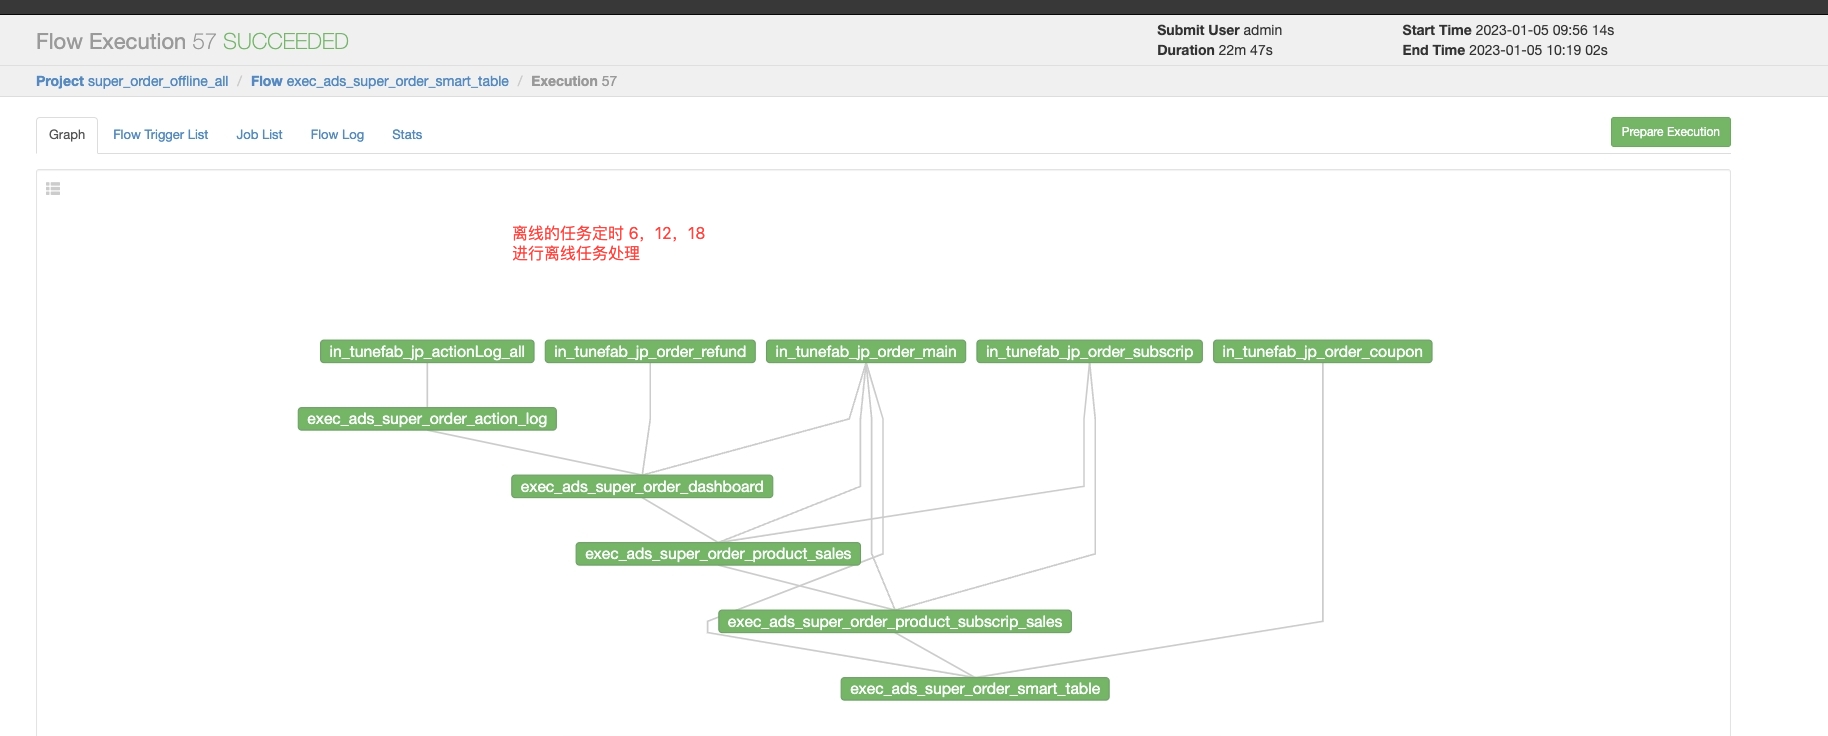 Flow Execution 57 SUCCEEDED
Submit User admin
Duration 22m 47s
Start Time 2023-01-05 09:56 14s
End Time 2023-01-05 10:19 02s
Project super_order_offline_all / Flow exec_ads_super_order_smart_table / Execution 57
Graph Flow Trigger List Job List Flow Log Stats Prepare Execution
离线的任务定时 6，12，18
进行离线任务处理
in_tunefab_jp_actionLog_all in_tunefab_jp_order_refund in_tunefab_jp_order_main in_tunefab_jp_order_subscrip in_tunefab_jp_order_coupon
exec_ads_super_order_action_log
exec_ads_super_order_dashboard
exec_ads_super_order_product_sales
exec_ads_super_order_product_subscrip_sales
exec_ads_super_order_smart_table